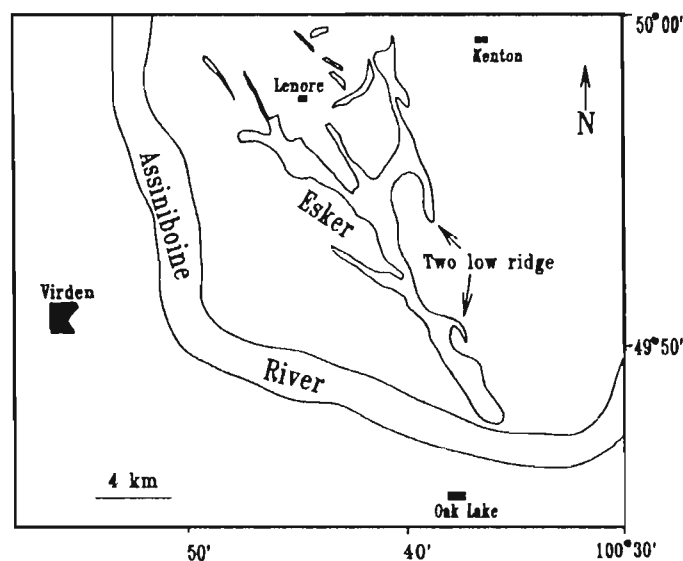 50°00'
Kenton
Lenore
N
Assiniboine
Esker
Two low ridge
Virden
49°50'
River
4 km
Oak Lake
50'
40'
100°30'